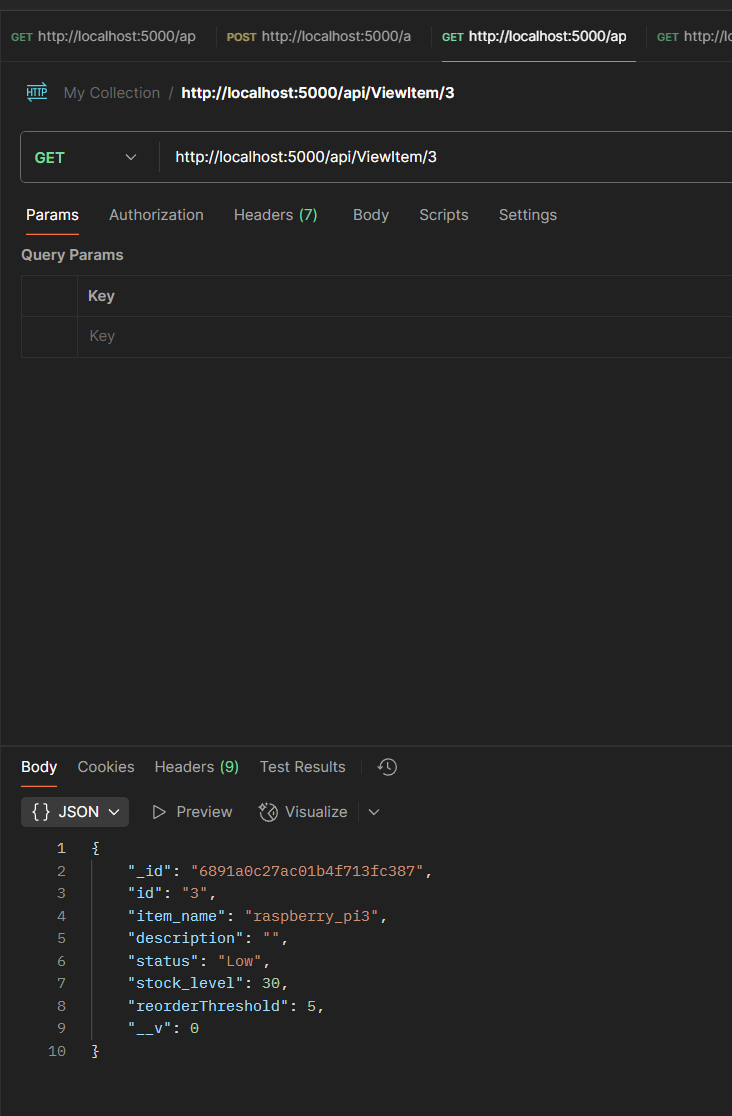 GET http://localhost:5000/ap POST http://localhost:5000/a GET http://localhost:5000/ap GET http://l
HTTP My Collection / http://localhost:5000/api/ViewItem/3
GET http://localhost:5000/api/ViewItem/3
Params Authorization Headers (7) Body Scripts Settings
Query Params
Key
Key
Body Cookies Headers (9) Test Results
{} JSON Preview Visualize
1 {
2 "_id": "6891a0c27ac01b4f713fc387",
3 "id": "3",
4 "item_name": "raspberry_pi3",
5 "description": "",
6 "status": "Low",
7 "stock_level": 30,
8 "reorderThreshold": 5,
9 "__v": 0
10 }